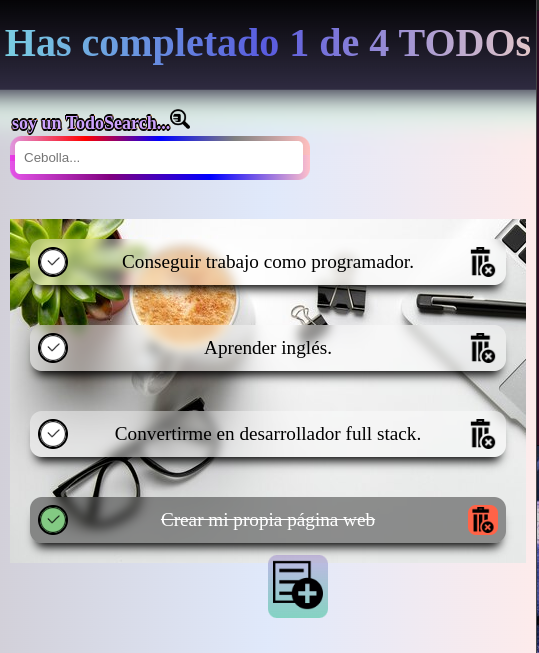 Has completado 1 de 4 TODOs
soy un TodoSearch...
Cebolla...
Conseguir trabajo como programador.
Aprender inglés.
Convertirme en desarrollador full stack.
Crear mi propia página web